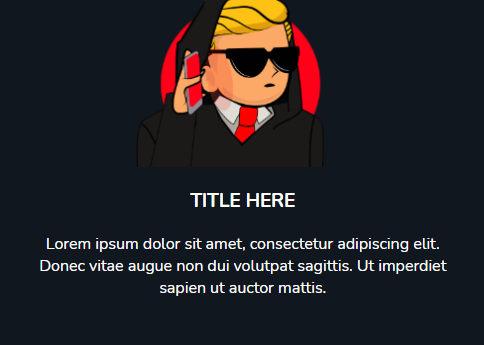 TITLE HERE
Lorem ipsum dolor sit amet, consectetur adipiscing elit.
Donec vitae augue non dui volutpat sagittis. Ut imperdiet
sapien ut auctor mattis.